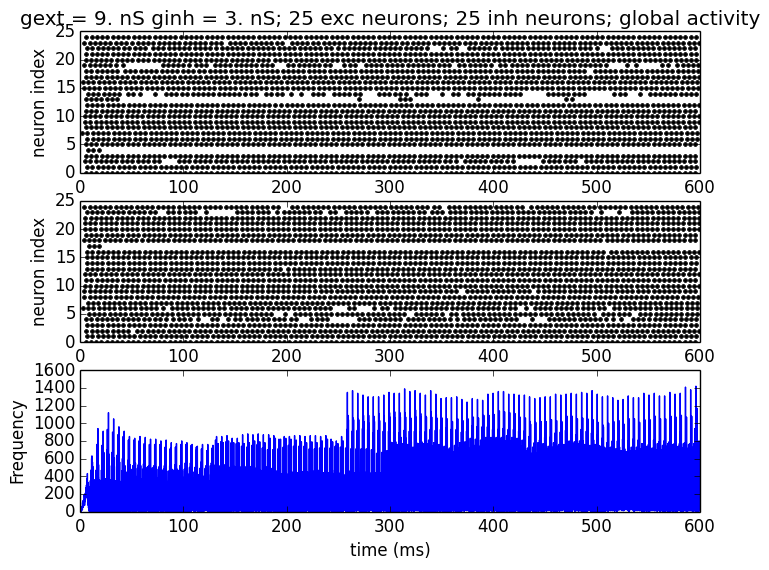 gext = 9. nS ginh = 3. nS; 25 exc neurons; 25 inh neurons; global activity
25
20
15
10
5
0
neuron index
0 100 200 300 400 500 600
25
20
15
10
5
0
neuron index
0 100 200 300 400 500 600
1600
1400
1200
1000
800
600
400
200
0
Frequency
0 100 200 300 400 500 600
time (ms)